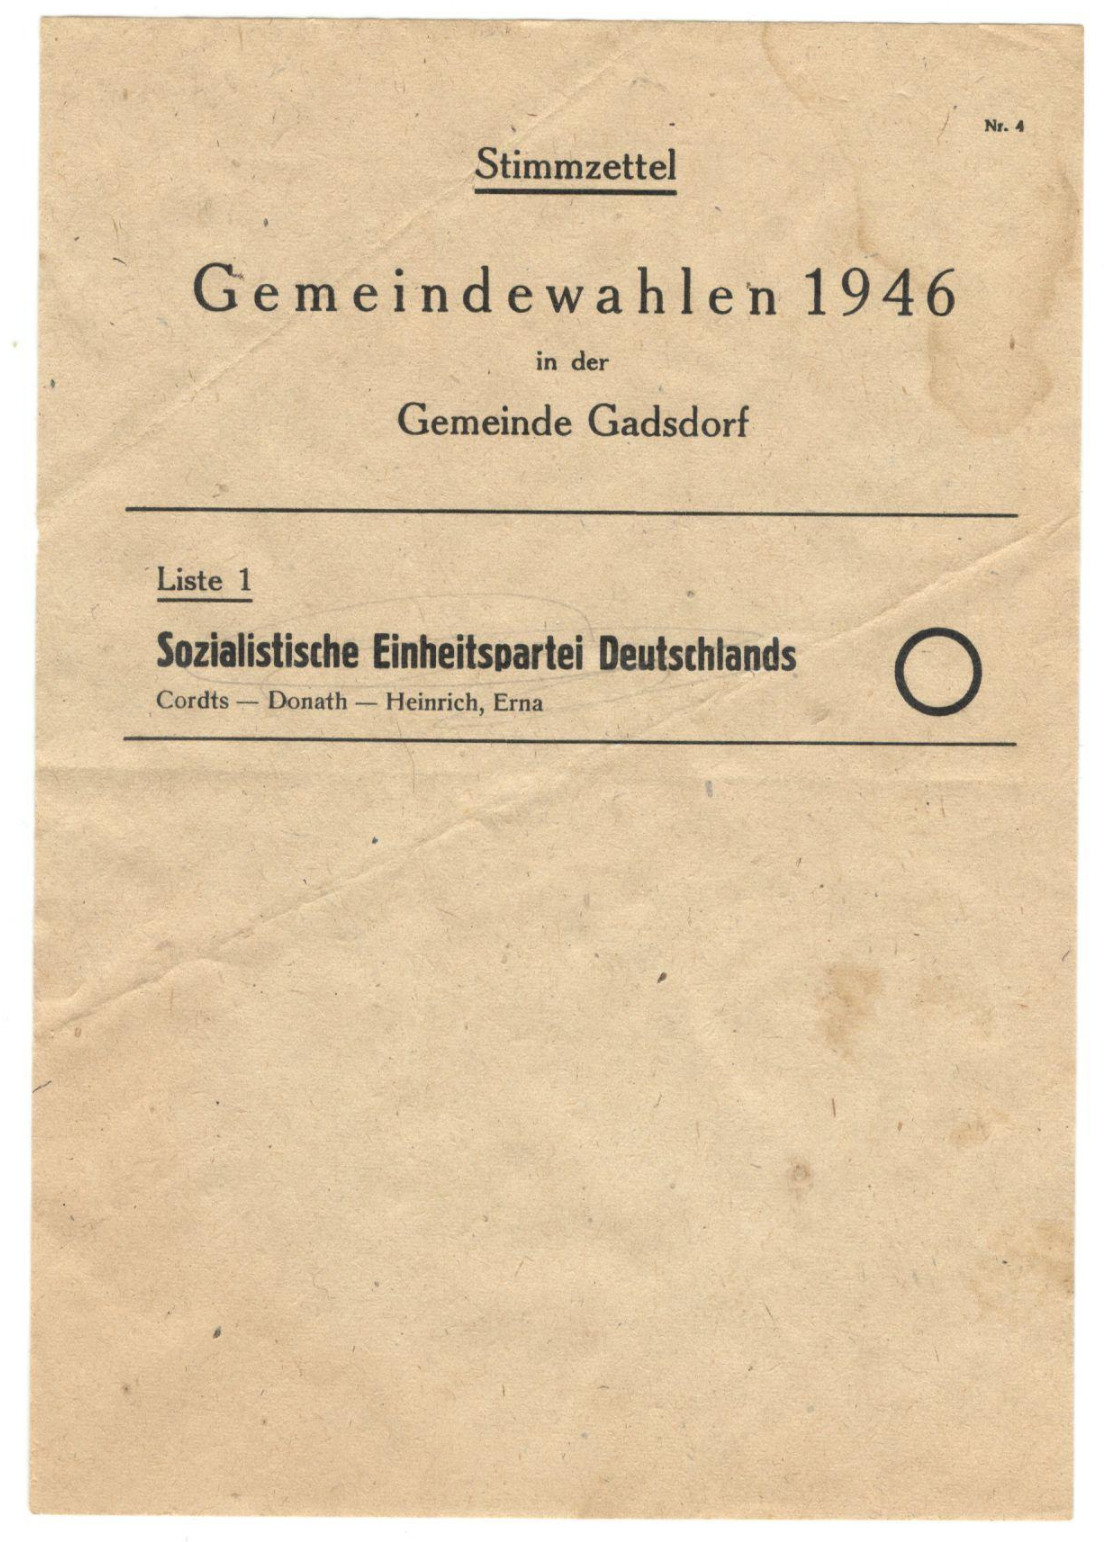 Nr. 4
Stimmzettel
Gemeindewahlen 1946
in der
Gemeinde Gadsdorf
Liste 1
Sozialistische Einheitspartei Deutschlands
Cordts — Donath — Heinrich, Erna